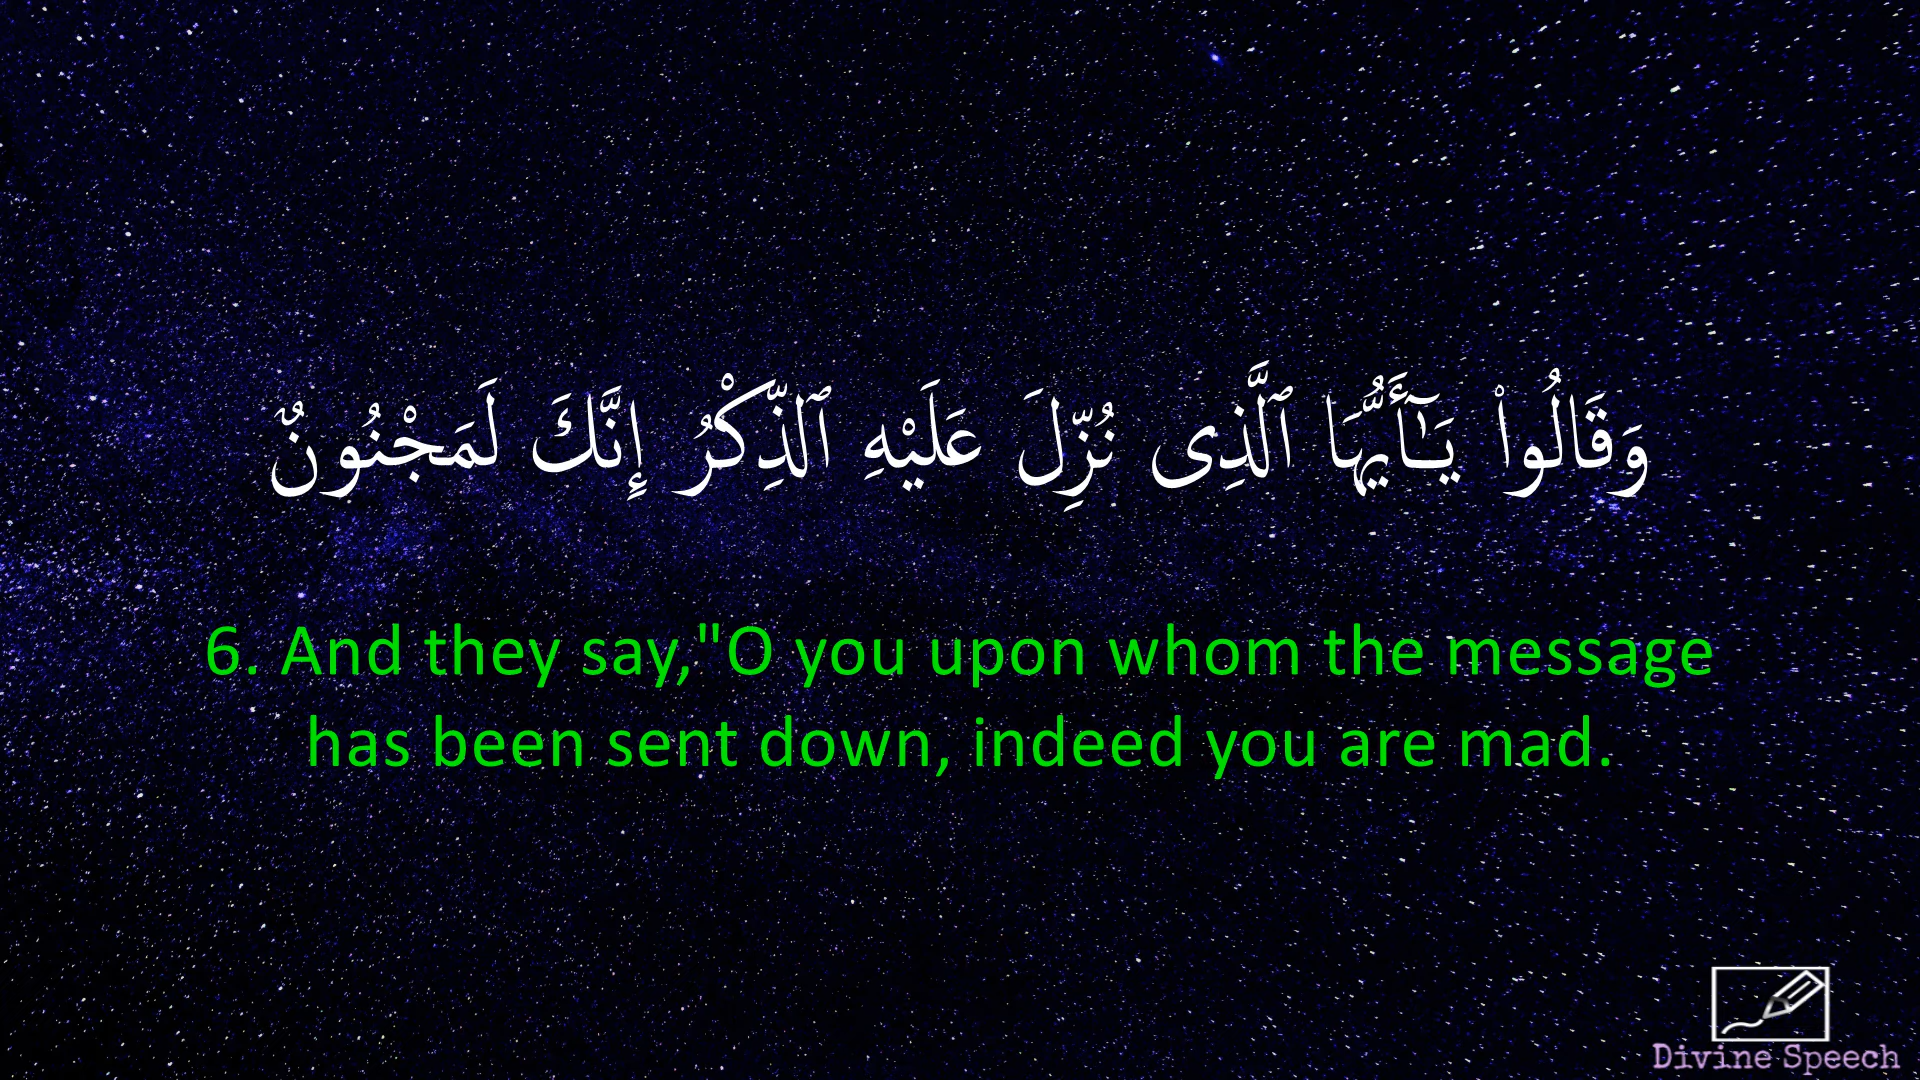 وَقَالُوا۟ يَـٰٓأَيُّهَا ٱلَّذِى نُزِّلَ عَلَيْهِ ٱلذِّكْرُ إِنَّكَ لَمَجْنُونٌ
6. And they say,"O you upon whom the message
has been sent down, indeed you are mad.
Divine Speech